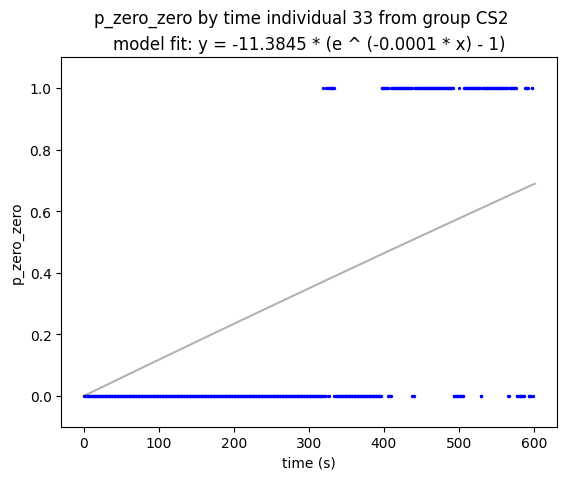 p_zero_zero by time individual 33 from group CS2
model fit: y = -11.3845 * (e ^ (-0.0001 * x) - 1)
1.0
0.8
0.6
0.4
0.2
0.0
p_zero_zero
0 100 200 300 400 500 600
time (s)